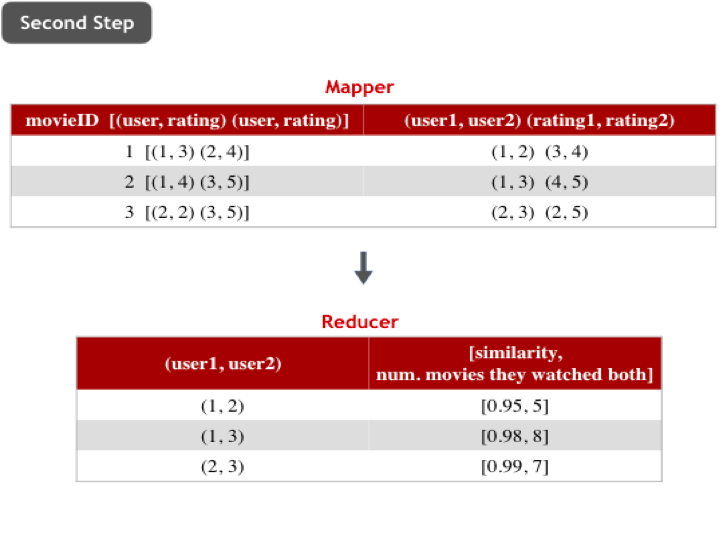 Second Step
Mapper
movieID [(user, rating) (user, rating)] (user1, user2) (rating1, rating2)
1 [(1, 3) (2, 4)] (1, 2) (3, 4)
2 [(1, 4) (3, 5)] (1, 3) (4, 5)
3 [(2, 2) (3, 5)] (2, 3) (2, 5)
Reducer
(user1, user2) [similarity,
num. movies they watched both]
(1, 2) [0.95, 5]
(1, 3) [0.98, 8]
(2, 3) [0.99, 7]